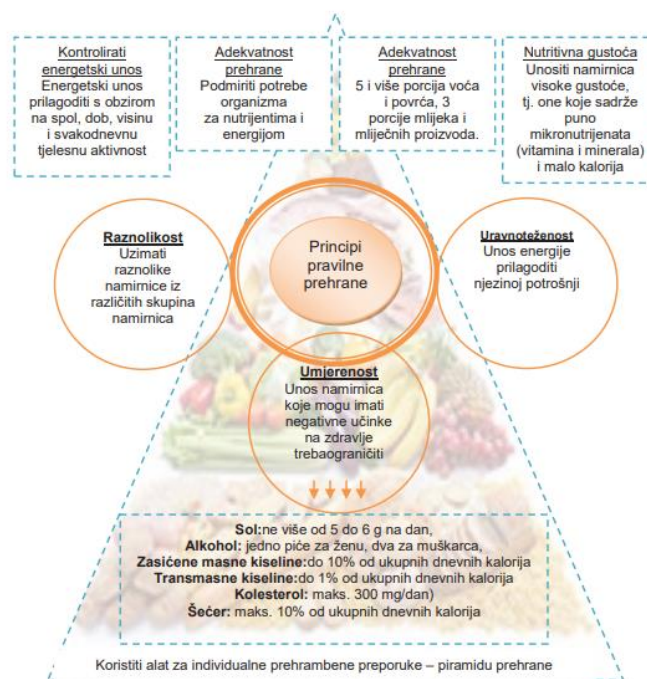 Kontrolirati
energetski unos
Energetski unos
prilagoditi s obzirom
na spol, dob, visinu
i svakodnevnu
tjelesnu aktivnost
Adekvatnost
prehrane
Podmiriti potrebe
organizma
za nutrijentima i
energijom
Adekvatnost
prehrane
5 i više porcija voća
i povrća, 3
porcije mlijeka i
mliječnih proizvoda.
Nutritivna gustoća
Unositi namirnica
visoke gustoće,
tj. one koje sadrže
puno
mikronutrijenata
(vitamina i minerala)
i malo kalorija
Raznolikost
Uzimati
raznolike
namirnice iz
različitih skupina
namirnica
Principi
pravilne
prehrane
Uravnoteženost
Unos energije
prilagoditi
njezinoj potrošnji
Umjerenost
Unos namirnica
koje mogu imati
negativne učinke
na zdravlje
trebaograničiti
Sol:ne više od 5 do 6 g na dan,
Alkohol: jedno piće za ženu, dva za muškarca,
Zasićene masne kiseline:do 10% od ukupnih dnevnih kalorija
Transmasne kiseline:do 1% od ukupnih dnevnih kalorija
Kolesterol: maks. 300 mg/dan)
Šećer: maks. 10% od ukupnih dnevnih kalorija
Koristiti alat za individualne prehrambene preporuke – piramidu prehrane